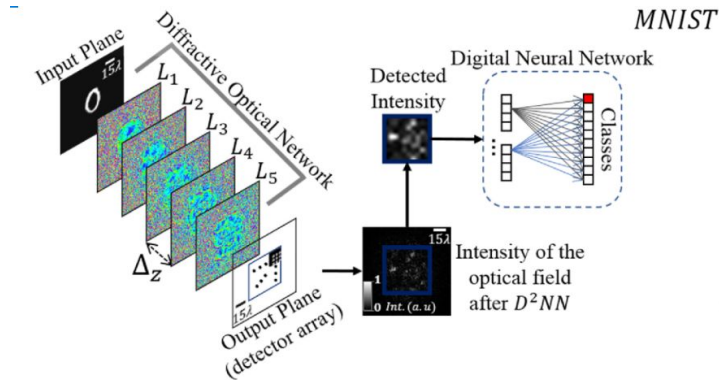 MNIST
Input Plane
15λ
Diffractive Optical Network
L1
L2
L3
L4
L5
Δz
15λ
Output Plane
(detector array)
Detected
Intensity
Digital Neural Network
Classes
15λ
1
0
Int.(a.u)
Intensity of the
optical field
after D²NN